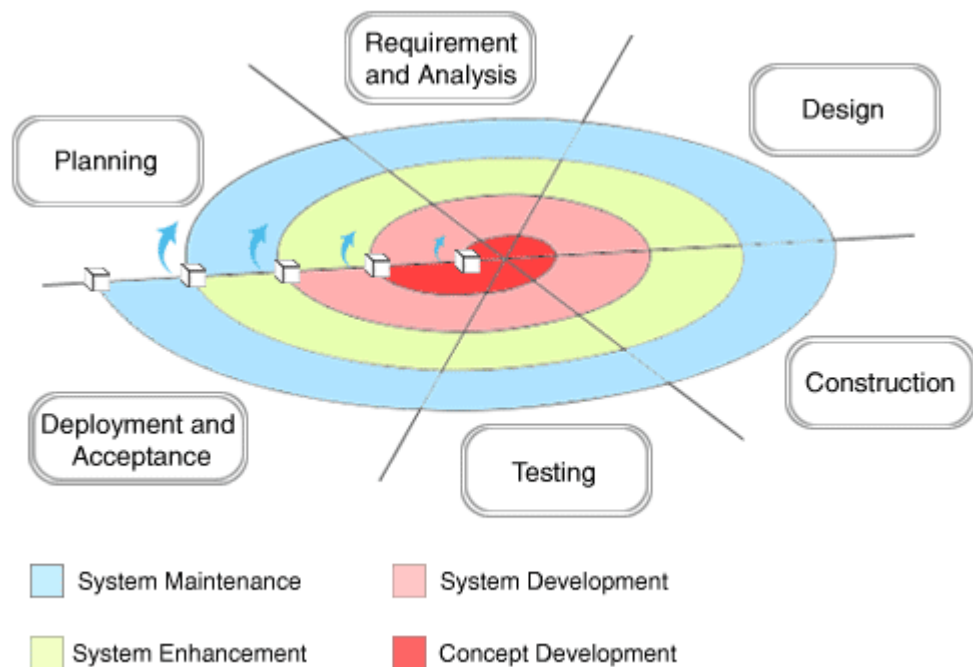 Requirement
and Analysis
Design
Planning
Construction
Deployment and
Acceptance
Testing
System Maintenance
System Development
System Enhancement
Concept Development